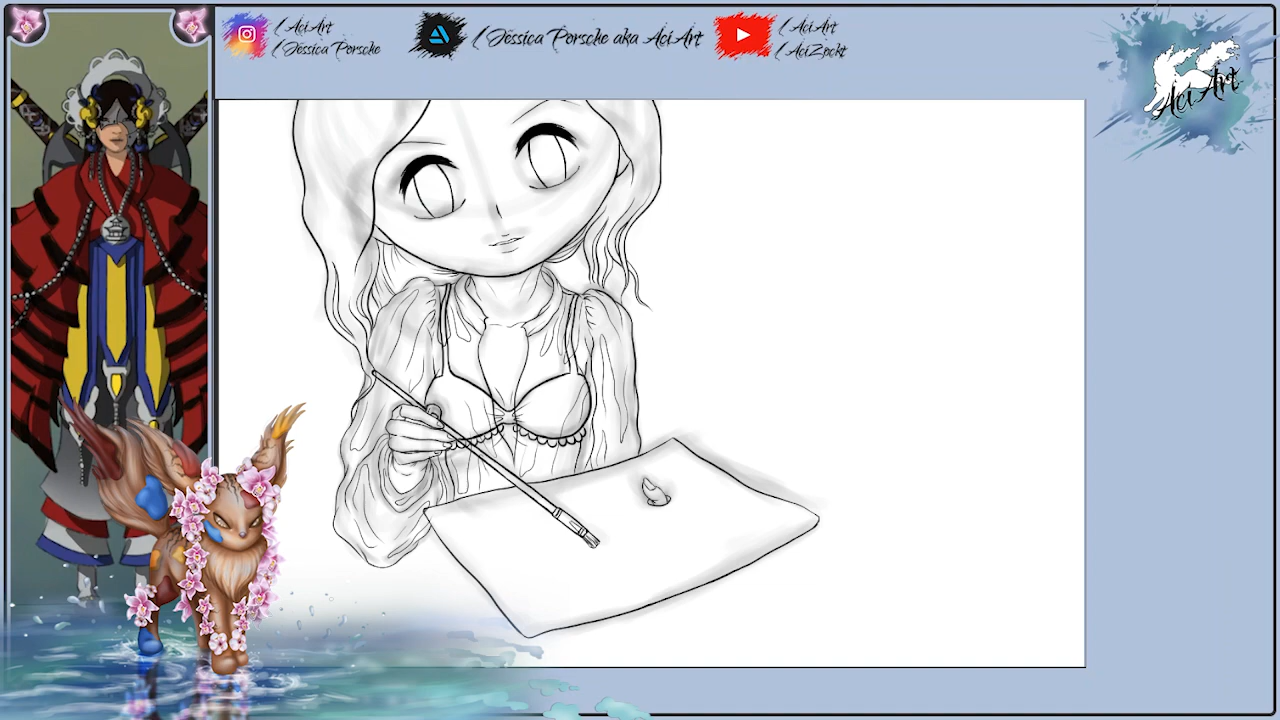 /AciArt
/Jessica Porsche
/Jessica Porsche aka AciArt
/AciArt
/AciZockt
AciArt